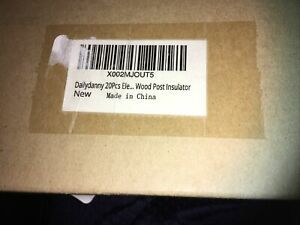 X002MJOUT5
Dailydanny 20Pcs Ele... Wood Post Insulator
New
Made in China